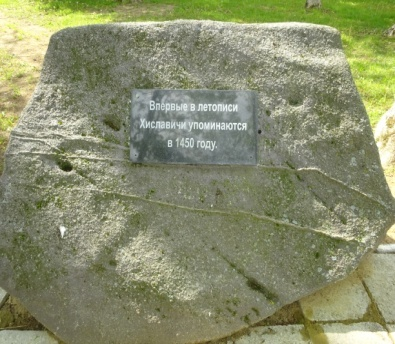 Впервые в летописи
Хиславичи упоминаются
в 1450 году.